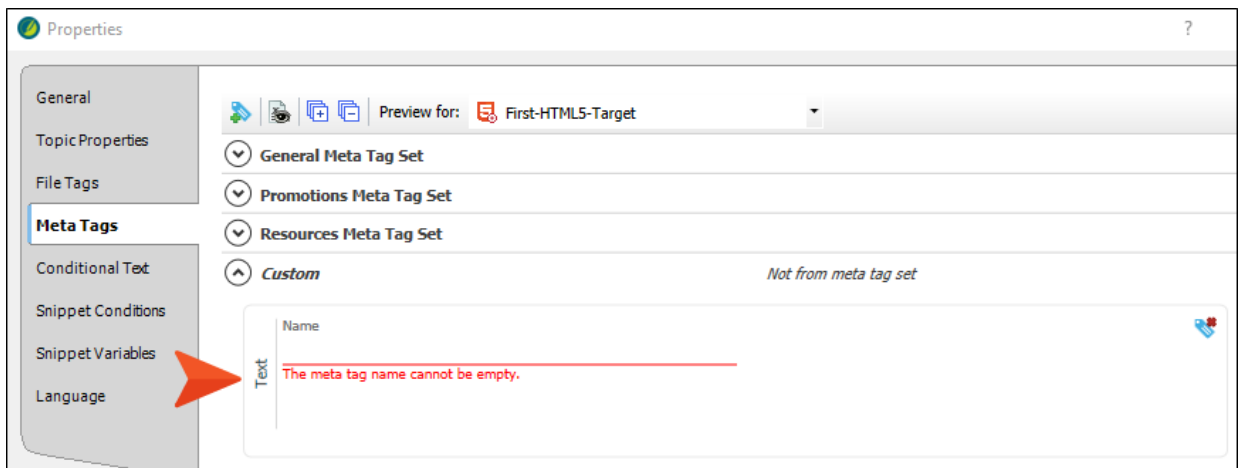 Properties
?
General
Topic Properties
File Tags
Meta Tags
Conditional Text
Snippet Conditions
Snippet Variables
Language
Preview for: First-HTML5-Target
General Meta Tag Set
Promotions Meta Tag Set
Resources Meta Tag Set
Custom Not from meta tag set
Name
Text
The meta tag name cannot be empty.